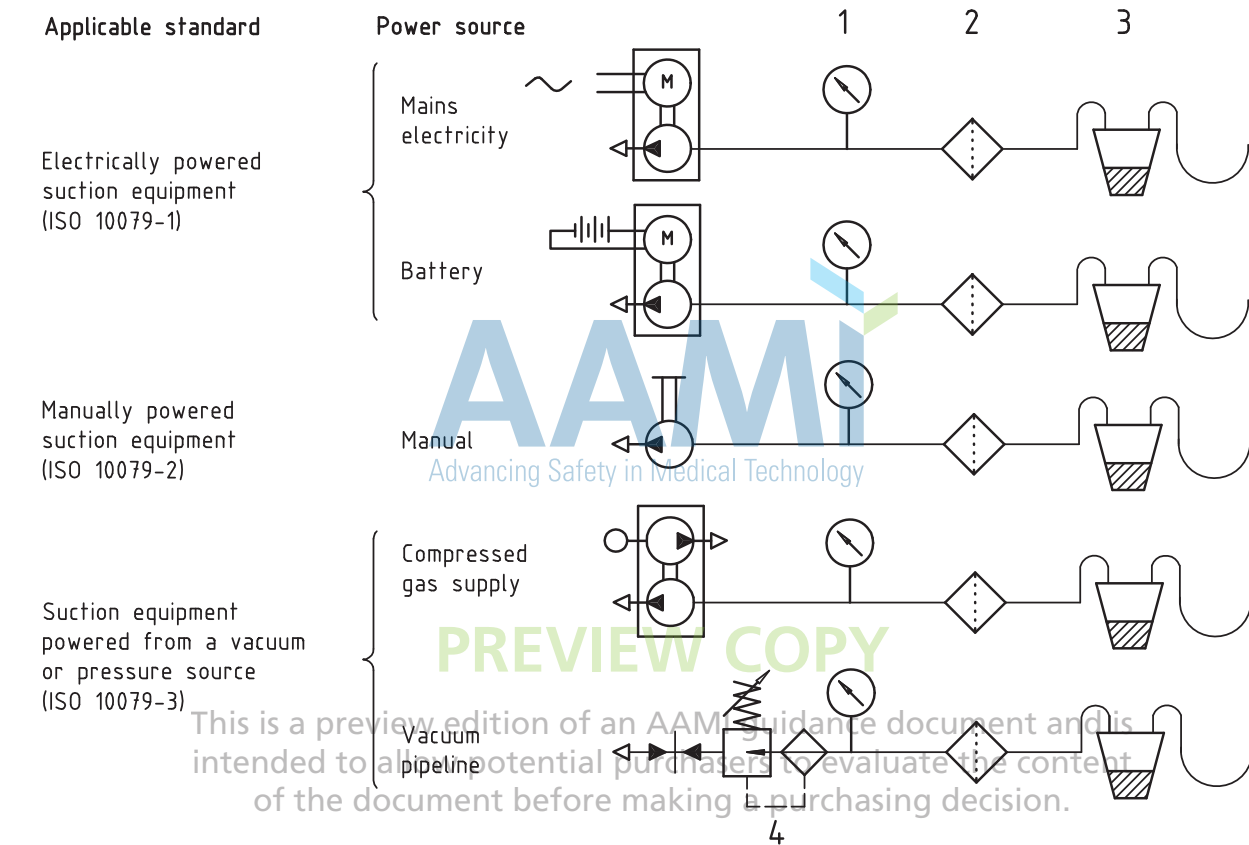 Applicable standard
Power source
1
2
3
Mains
electricity
M
Electrically powered
suction equipment
(ISO 10079-1)
Battery
M
AAMI
Advancing Safety in Medical Technology
Manually powered
suction equipment
(ISO 10079-2)
Manual
Compressed
gas supply
Suction equipment
powered from a vacuum
or pressure source
(ISO 10079-3)
PREVIEW COPY
Vacuum
pipeline
This is a preview edition of an AAMI guidance document and is
intended to allow potential purchasers to evaluate the content
of the document before making a purchasing decision.
4